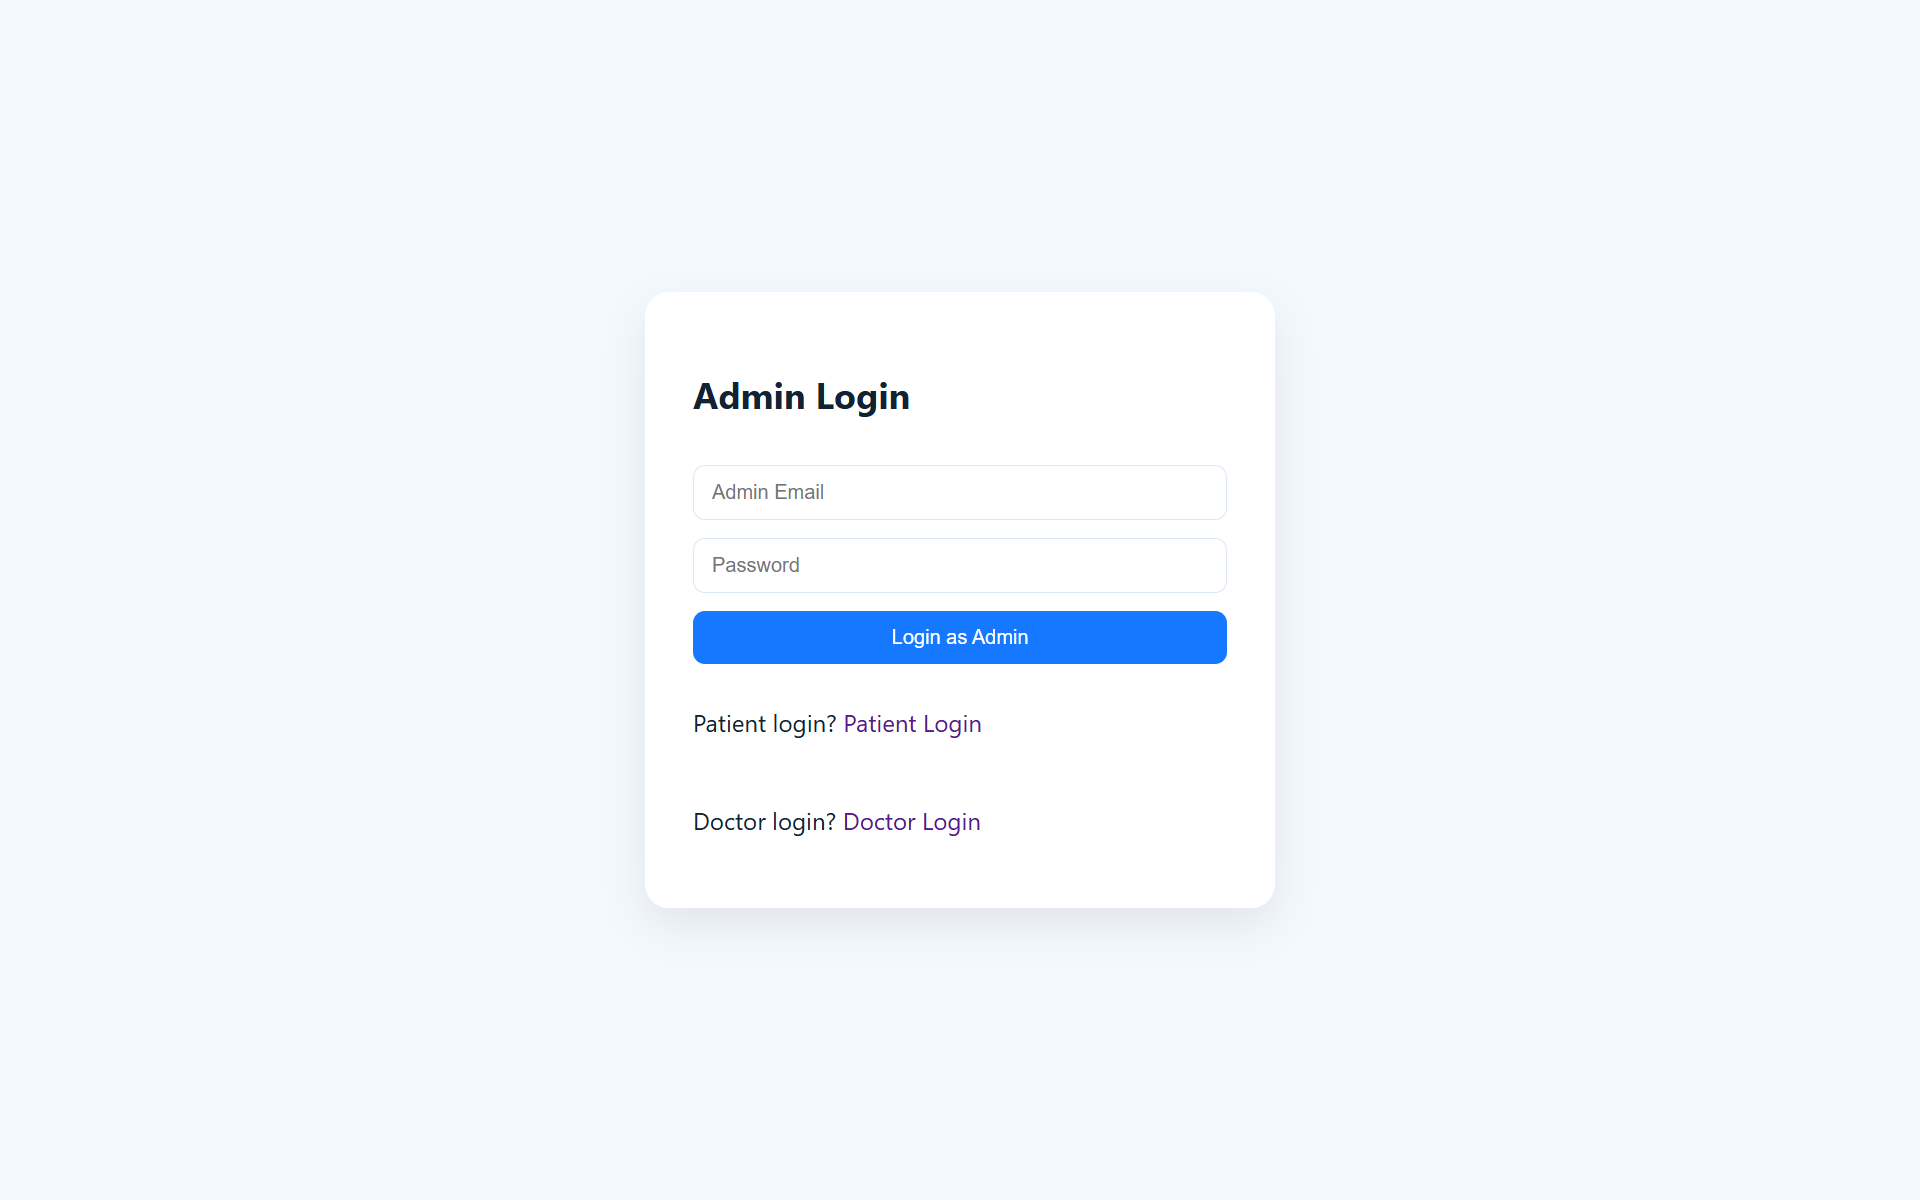 Admin Login
Admin Email
Password
Login as Admin
Patient login? Patient Login
Doctor login? Doctor Login